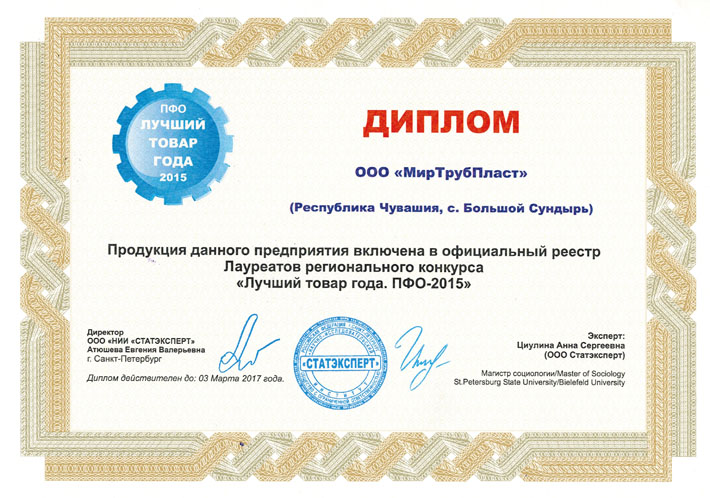 ПФО
ЛУЧШИЙ
ТОВАР
ГОДА
2015
ДИПЛОМ
ООО «МирТрубПласт»
(Республика Чувашия, с. Большой Сундырь)
Продукция данного предприятия включена в официальный реестр
Лауреатов регионального конкурса
«Лучший товар года. ПФО-2015»
Директор
ООО «НИИ «СТАТЭКСПЕРТ»
Атюшева Евгения Валерьевна
г. Санкт-Петербург
Диплом действителен до: 03 Марта 2017 года.
«СТАТЭКСПЕРТ»
Эксперт:
Циулина Анна Сергеевна
(ООО Статэксперт)
Магистр социологии/Master of Sociology
St.Petersburg State University/Bielefeld University